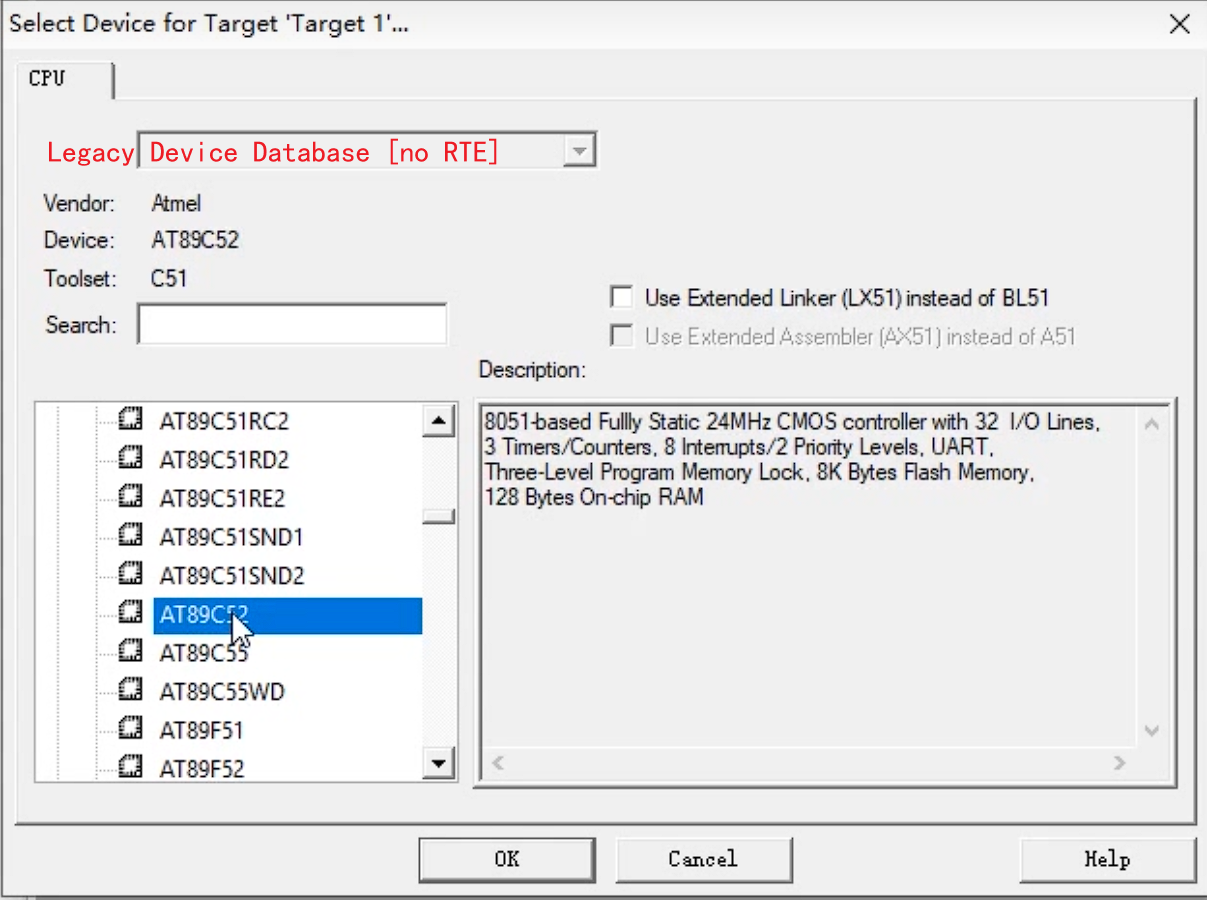 Select Device for Target 'Target 1'...
CPU
Legacy Device Database [no RTE]
Vendor: Atmel
Device: AT89C52
Toolset: C51
Search:
Use Extended Linker (LX51) instead of BL51
Use Extended Assembler (AX51) instead of A51
Description:
AT89C51RC2
AT89C51RD2
AT89C51RE2
AT89C51SND1
AT89C51SND2
AT89C52
AT89C55
AT89C55WD
AT89F51
AT89F52
8051-based Fullly Static 24MHz CMOS controller with 32 I/O Lines,
3 Timers/Counters, 8 Interrupts/2 Priority Levels, UART,
Three-Level Program Memory Lock, 8K Bytes Flash Memory,
128 Bytes On-chip RAM
OK
Cancel
Help